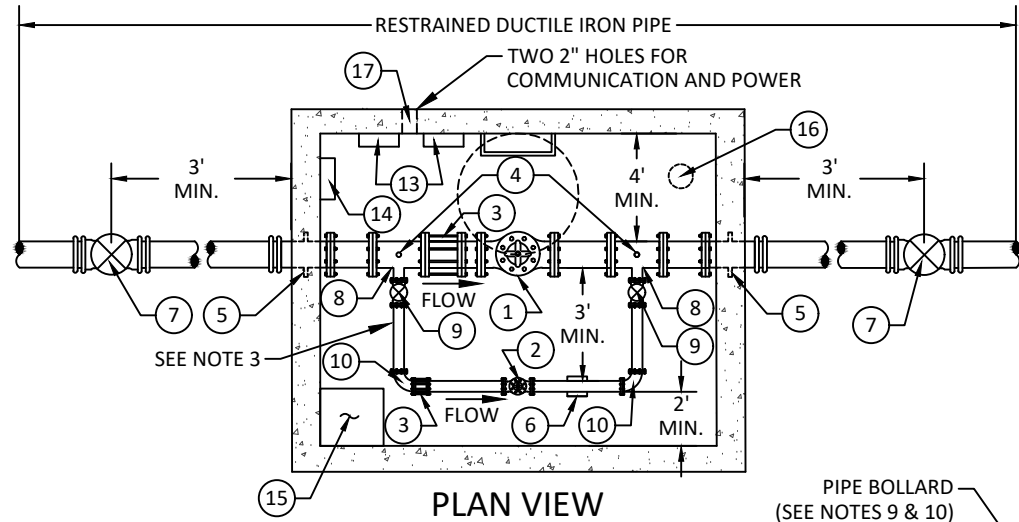 RESTRAINED DUCTILE IRON PIPE
TWO 2" HOLES FOR
COMMUNICATION AND POWER
17
16
3'
MIN.
4'
MIN.
3'
MIN.
13
4
14
3
8
FLOW
1
3'
MIN.
8
7
5
9
9
5
7
SEE NOTE 3
2
10
3
FLOW
6
10
2'
MIN.
15
PLAN VIEW
PIPE BOLLARD
(SEE NOTES 9 & 10)